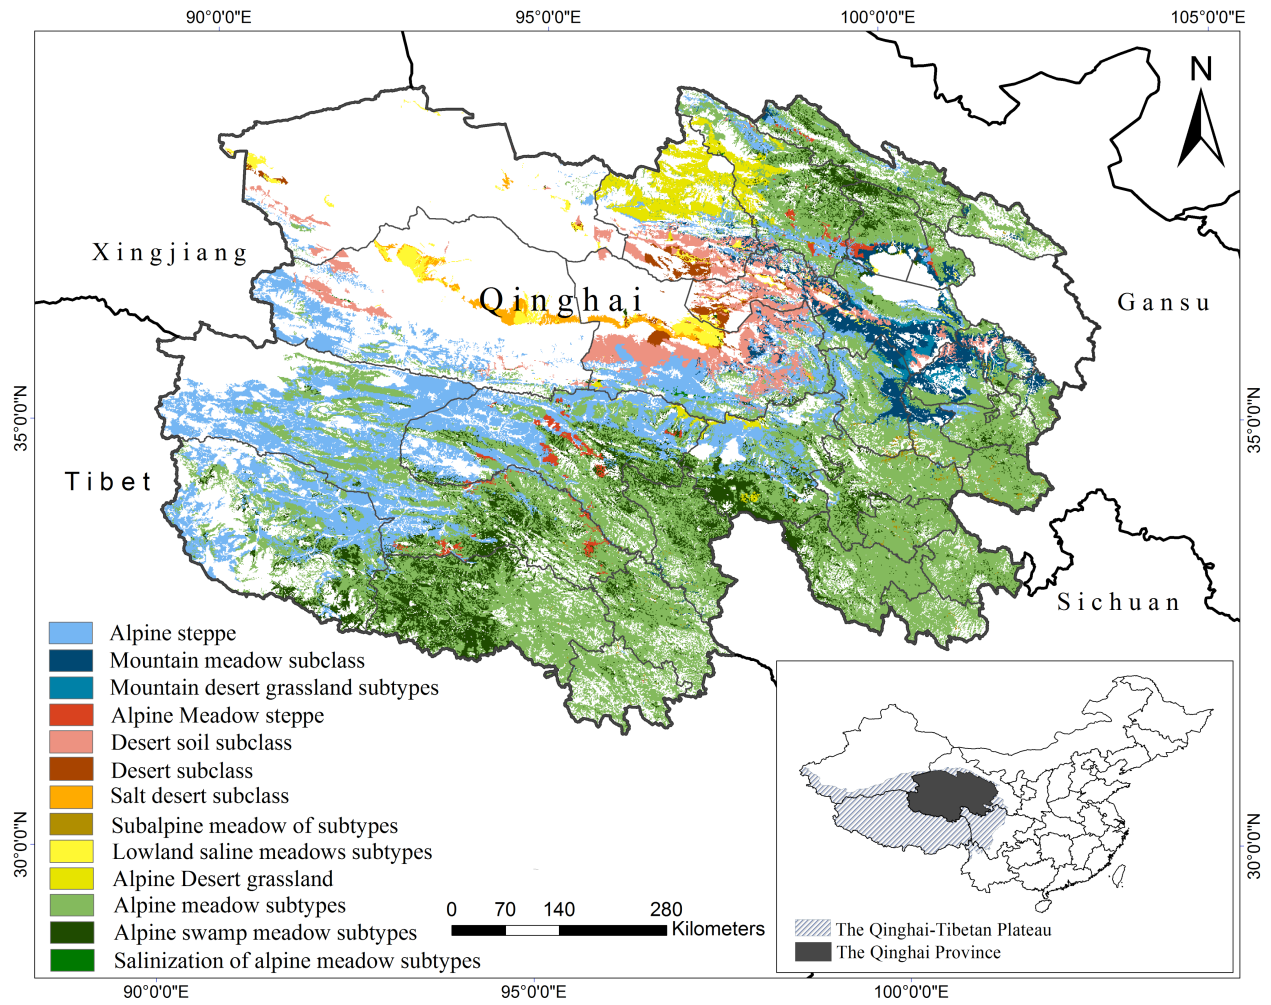 90°0'0"E 95°0'0"E 100°0'0"E 105°0'0"E
N
Xingjiang
Qinghai
Gansu
35°0'0"N
35°0'0"N
Tibet
Sichuan
Alpine steppe
Mountain meadow subclass
Mountain desert grassland subtypes
Alpine Meadow steppe
Desert soil subclass
Desert subclass
Salt desert subclass
Subalpine meadow of subtypes
Lowland saline meadows subtypes
Alpine Desert grassland
Alpine meadow subtypes
Alpine swamp meadow subtypes
Salinization of alpine meadow subtypes
30°0'0"N
30°0'0"N
0 70 140 280
Kilometers
The Qinghai-Tibetan Plateau
The Qinghai Province
90°0'0"E 95°0'0"E 100°0'0"E